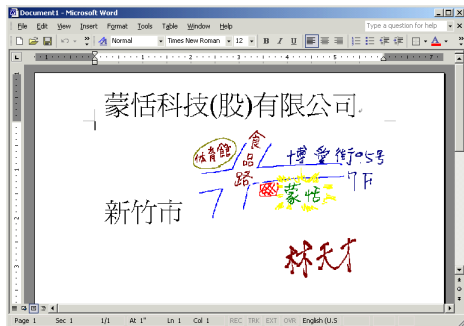 Document1 - Microsoft Word
File Edit View Insert Format Tools Table Window Help Type a question for help
Normal Times New Roman 12 B I U
蒙恬科技(股)有限公司
體育館
食品路
十博愛街95号
7F
蒙恬
新竹市
林天才
Page 1 Sec 1 1/1 At 1" Ln 1 Col 1 REC TRK EXT OVR English (U.S